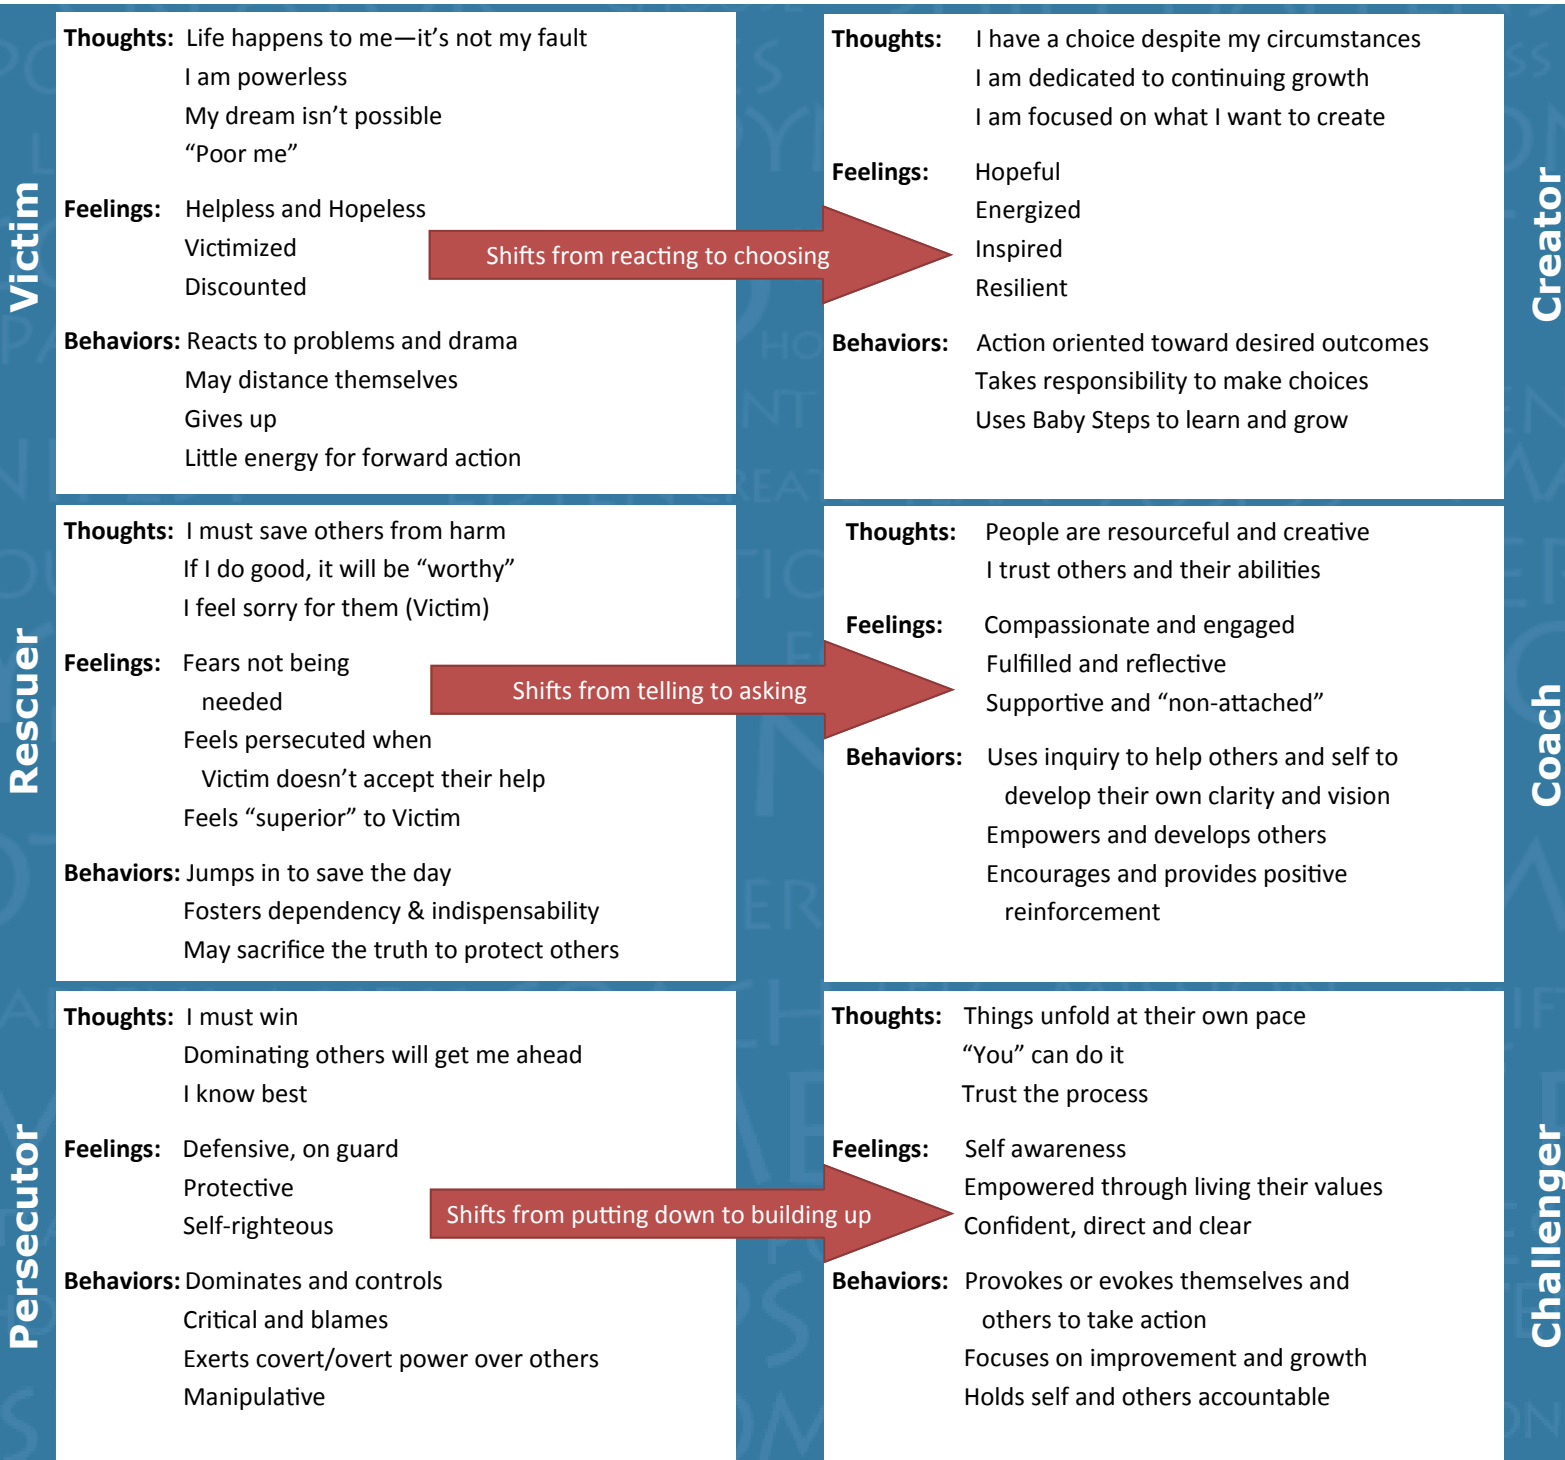 Victim
Thoughts: Life happens to me—it’s not my fault
I am powerless
My dream isn’t possible
“Poor me”
Feelings: Helpless and Hopeless
Victimized
Discounted
Behaviors: Reacts to problems and drama
May distance themselves
Gives up
Little energy for forward action
Shifts from reacting to choosing
Creator
Thoughts: I have a choice despite my circumstances
I am dedicated to continuing growth
I am focused on what I want to create
Feelings: Hopeful
Energized
Inspired
Resilient
Behaviors: Action oriented toward desired outcomes
Takes responsibility to make choices
Uses Baby Steps to learn and grow
Rescuer
Thoughts: I must save others from harm
If I do good, it will be “worthy”
I feel sorry for them (Victim)
Feelings: Fears not being
needed
Feels persecuted when
Victim doesn’t accept their help
Feels “superior” to Victim
Behaviors: Jumps in to save the day
Fosters dependency & indispensability
May sacrifice the truth to protect others
Shifts from telling to asking
Coach
Thoughts: People are resourceful and creative
I trust others and their abilities
Feelings: Compassionate and engaged
Fulfilled and reflective
Supportive and “non-attached”
Behaviors: Uses inquiry to help others and self to
develop their own clarity and vision
Empowers and develops others
Encourages and provides positive
reinforcement
Persecutor
Thoughts: I must win
Dominating others will get me ahead
I know best
Feelings: Defensive, on guard
Protective
Self-righteous
Behaviors: Dominates and controls
Critical and blames
Exerts covert/overt power over others
Manipulative
Shifts from putting down to building up
Challenger
Thoughts: Things unfold at their own pace
“You” can do it
Trust the process
Feelings: Self awareness
Empowered through living their values
Confident, direct and clear
Behaviors: Provokes or evokes themselves and
others to take action
Focuses on improvement and growth
Holds self and others accountable